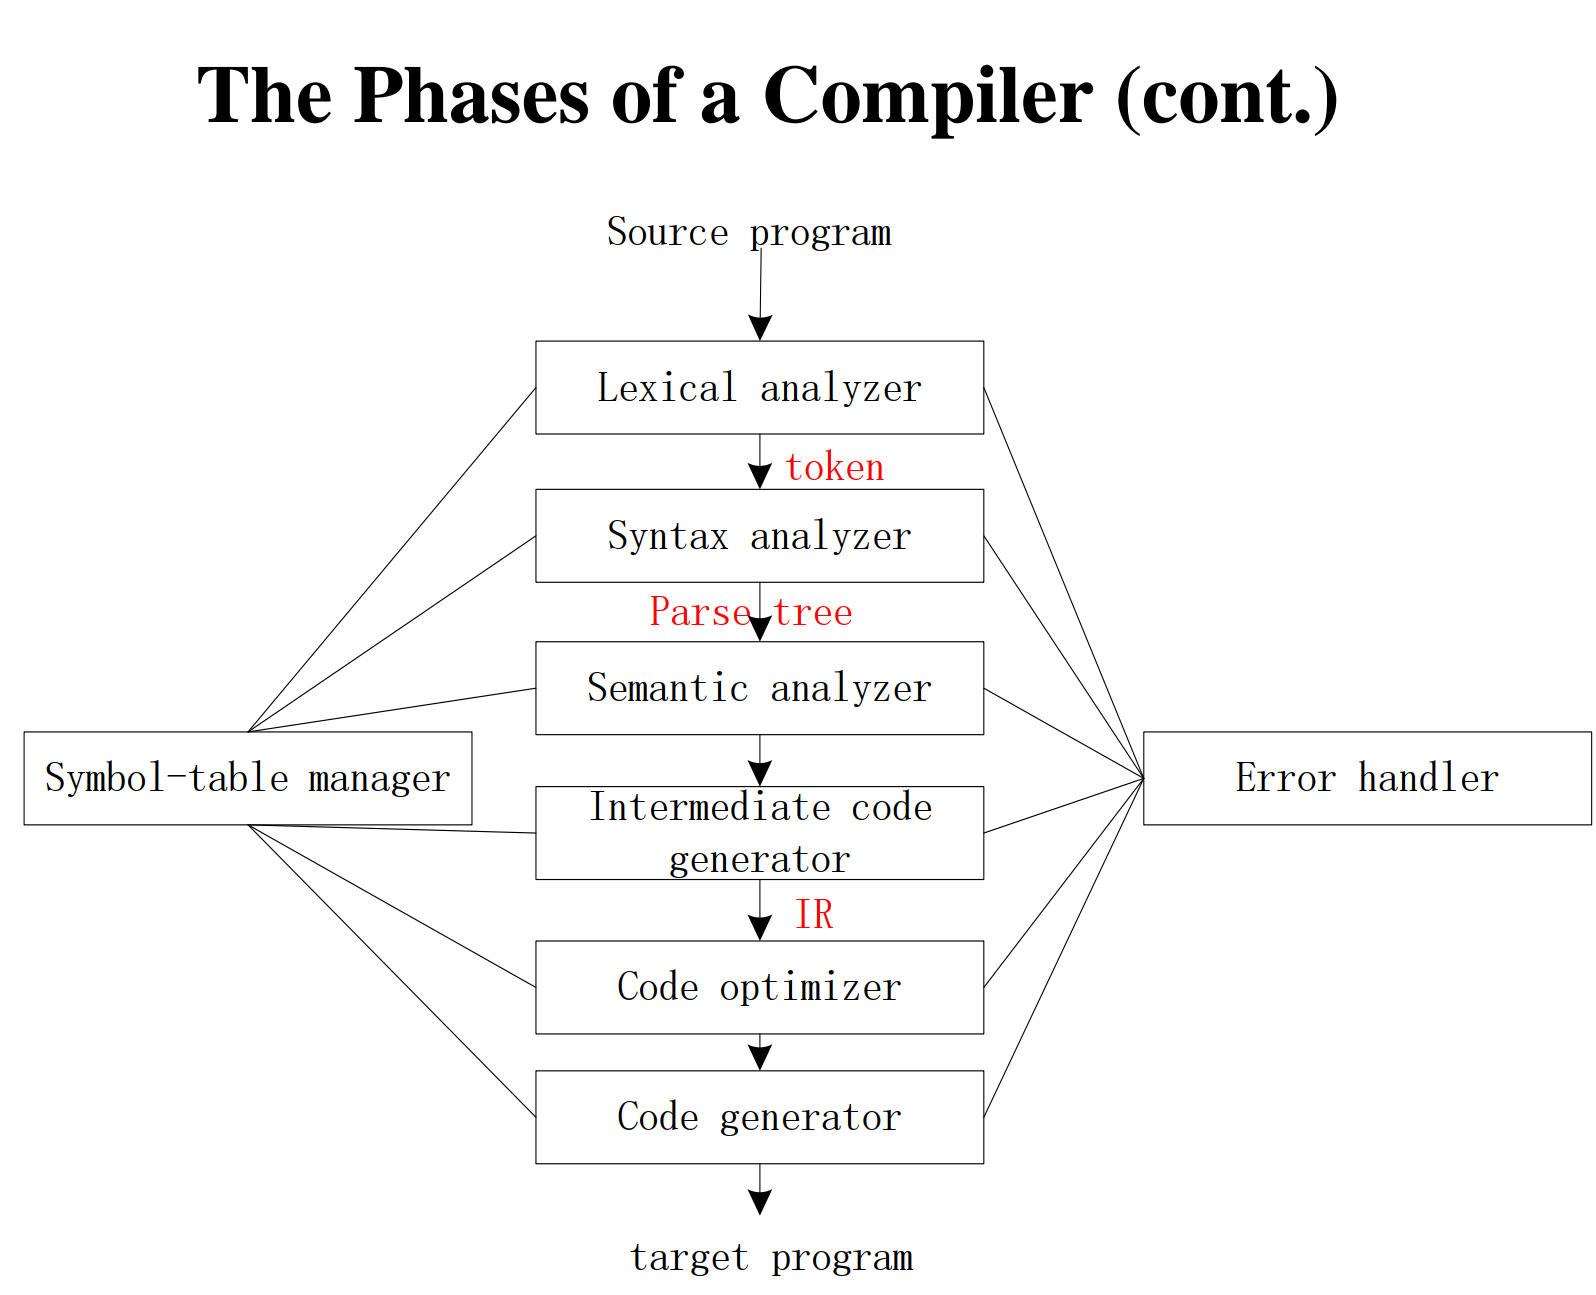 The Phases of a Compiler (cont.)
Source program
Lexical analyzer
token
Syntax analyzer
Parse tree
Semantic analyzer
Symbol-table manager
Error handler
Intermediate code
generator
IR
Code optimizer
Code generator
target program